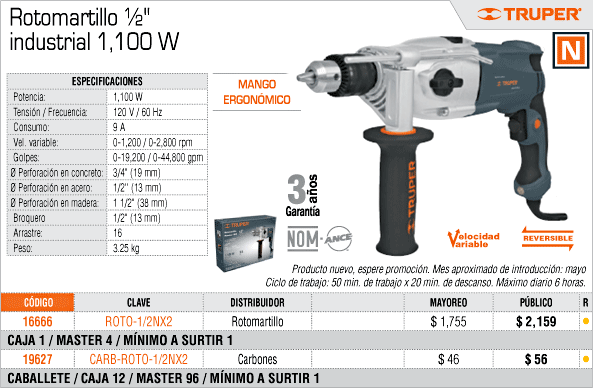 Rotomartillo ½"
industrial 1,100 W
TRUPER
N
ESPECIFICACIONES
Potencia: 1,100 W
Tensión / Frecuencia: 120 V / 60 Hz
Consumo: 9 A
Vel. variable: 0-1,200 / 0-2,800 rpm
Golpes: 0-19,200 / 0-44,800 gpm
Ø Perforación en concreto: 3/4" (19 mm)
Ø Perforación en acero: 1/2" (13 mm)
Ø Perforación en madera: 1 1/2" (38 mm)
Broquero 1/2" (13 mm)
Arrastre: 16
Peso: 3.25 kg
MANGO
ERGONÓMICO
TRUPER
3 años
Garantía
NOM-ANCE
TRUPER
Velocidad
Variable
REVERSIBLE
Producto nuevo, espere promoción. Mes aproximado de introducción: mayo
Ciclo de trabajo: 50 min. de trabajo x 20 min. de descanso. Máximo diario 6 horas.
CÓDIGO CLAVE DISTRIBUIDOR MAYOREO PÚBLICO R
16666 ROTO-1/2NX2 Rotomartillo $ 1,755 $ 2,159
CAJA 1 / MASTER 4 / MÍNIMO A SURTIR 1
19627 CARB-ROTO-1/2NX2 Carbones $ 46 $ 56
CABALLETE / CAJA 12 / MASTER 96 / MÍNIMO A SURTIR 1